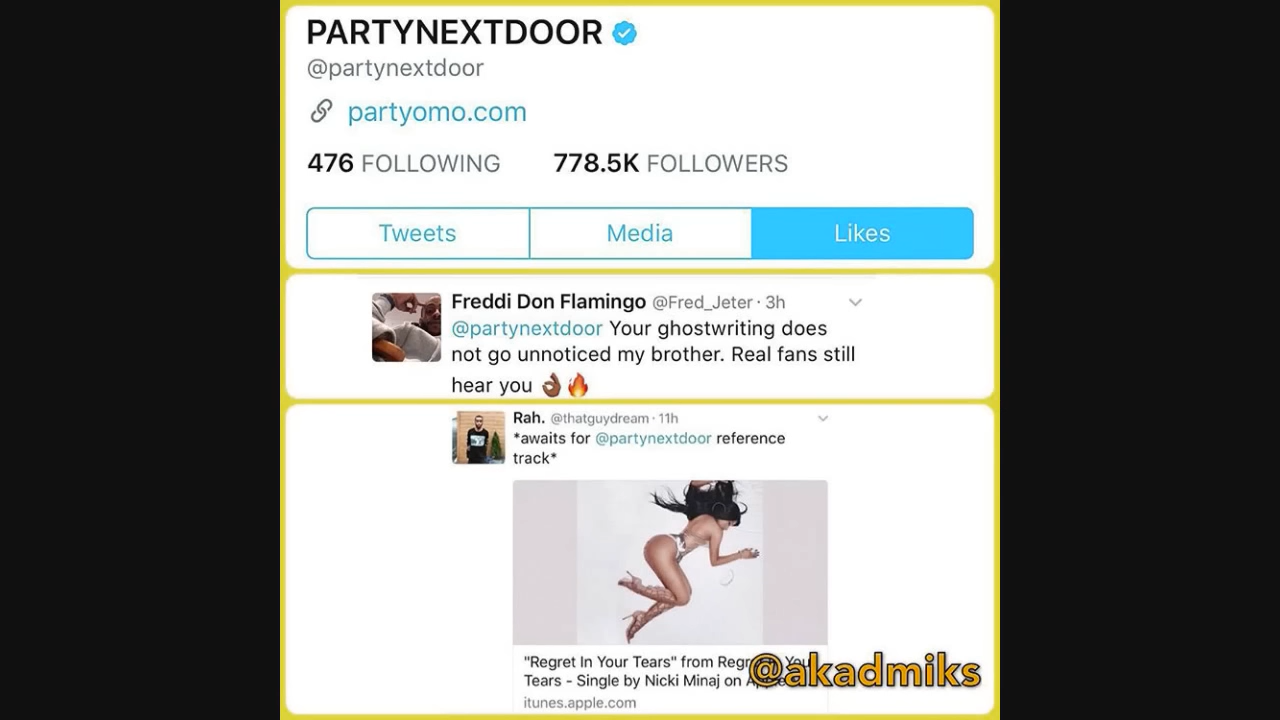 PARTYNEXTDOOR
@partynextdoor
partyomo.com
476 FOLLOWING 778.5K FOLLOWERS
Tweets Media Likes
Freddi Don Flamingo @Fred_Jeter · 3h
@partynextdoor Your ghostwriting does
not go unnoticed my brother. Real fans still
hear you 👌🏾🔥
Rah. @thatguydream · 11h
*awaits for @partynextdoor reference
track*
"Regret In Your Tears" from
Tears - Single by Nicki Minaj on
@akadmiks
itunes.apple.com